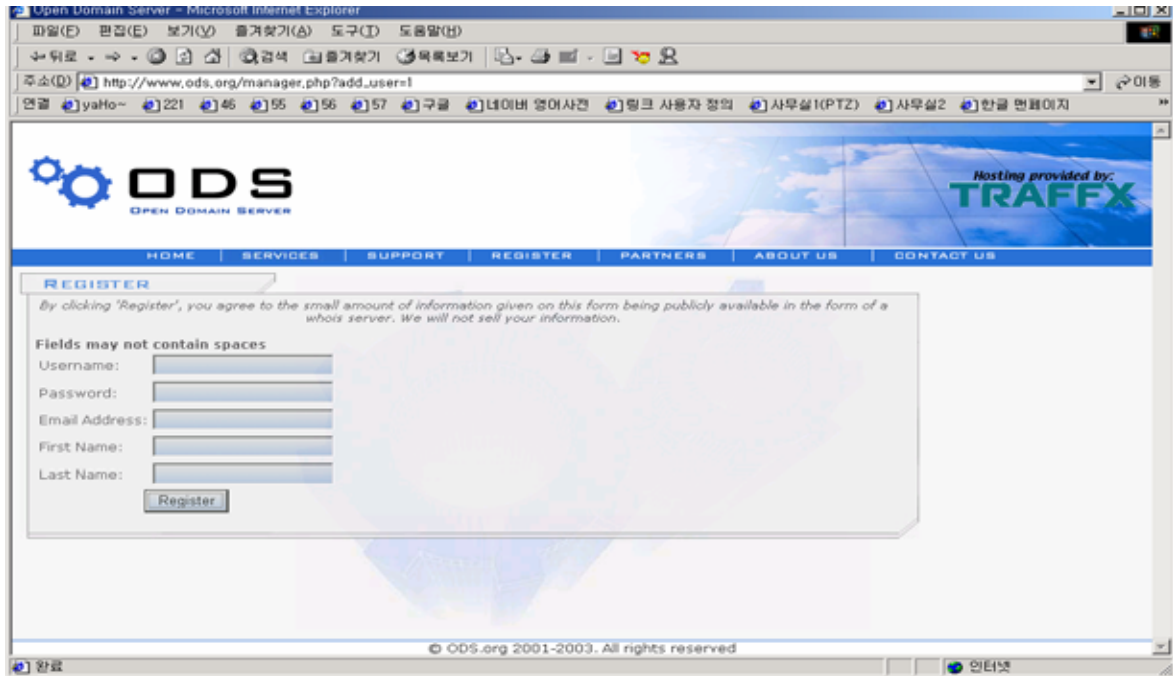 Open Domain Server - Microsoft Internet Explorer
파일(F) 편집(E) 보기(V) 즐겨찾기(A) 도구(T) 도움말(H)
뒤로 검색 즐겨찾기 목록보기
주소(D) http://www.ods.org/manager.php?add_user=1 이동
연결 yaHo~ 221 46 55 56 57 구글 네이버 영어사전 링크 사용자 정의 사무실1(PTZ) 사무실2 한글 맨페이지 »
ODS
OPEN DOMAIN SERVER
Hosting provided by:
TRAFFX
HOME | SERVICES | SUPPORT | REGISTER | PARTNERS | ABOUT US | CONTACT US
REGISTER
By clicking 'Register', you agree to the small amount of information given on this form being publicly available in the form of a
whois server. We will not sell your information.
Fields may not contain spaces
Username:
Password:
Email Address:
First Name:
Last Name:
Register
© ODS.org 2001-2003. All rights reserved
완료 인터넷